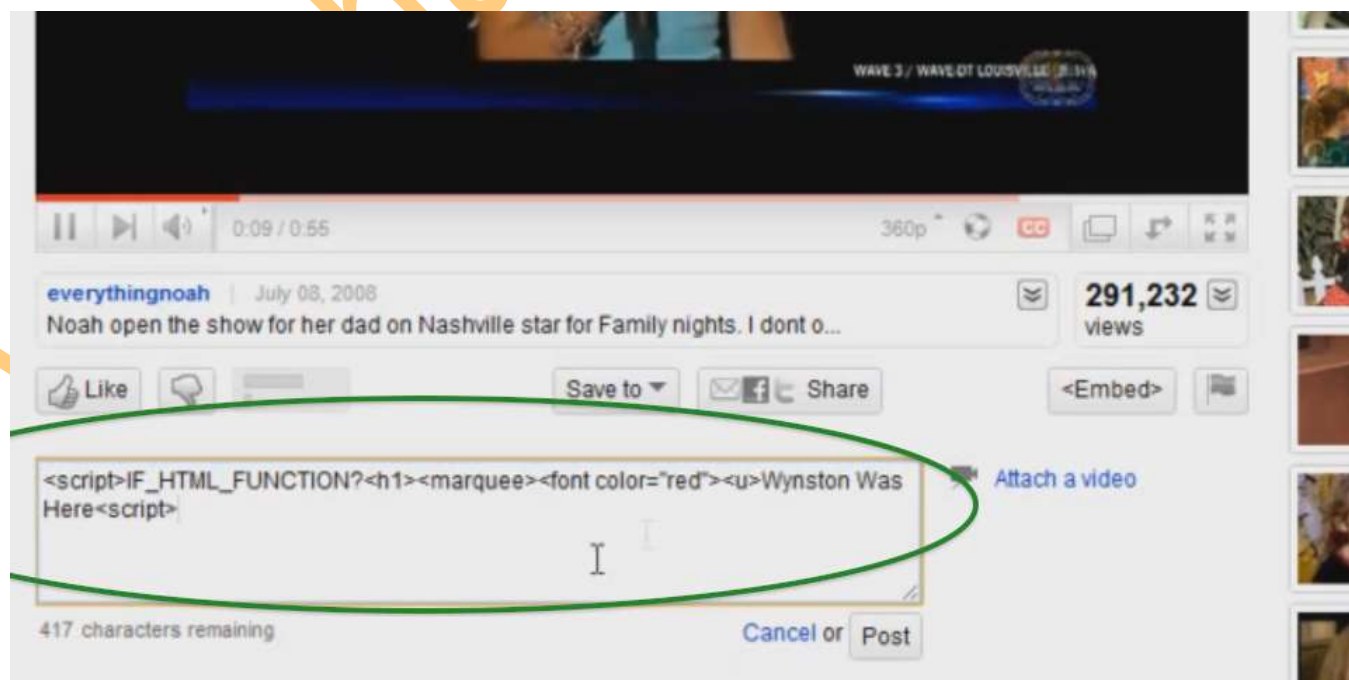 WAVE 3 / WAVE-DT LOUISVILLE
0:09 / 0:55
360p
CC
everythingnoah | July 08, 2008
Noah open the show for her dad on Nashville star for Family nights. I dont o...
291,232
views
Like
Save to
Share
<Embed>
<script>IF_HTML_FUNCTION?<h1><marquee><font color="red"><u>Wynston Was
Here<script>
Attach a video
417 characters remaining
Cancel or Post